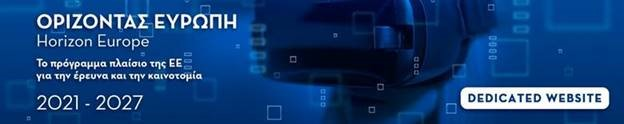 ΟΡΙΖΟΝΤΑΣ ΕΥΡΩΠΗ
Horizon Europe
Το πρόγραμμα πλαίσιο της ΕΕ
για την έρευνα και την καινοτομία
2021 - 2027
DEDICATED WEBSITE